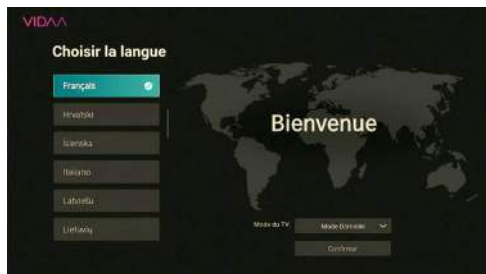 VIDAA
Choisir la langue
Français
Hrvatski
Íslenska
Italiano
Latviešu
Lietuvių
Bienvenue
Mode du TV
Mode Domicile
Confirmer